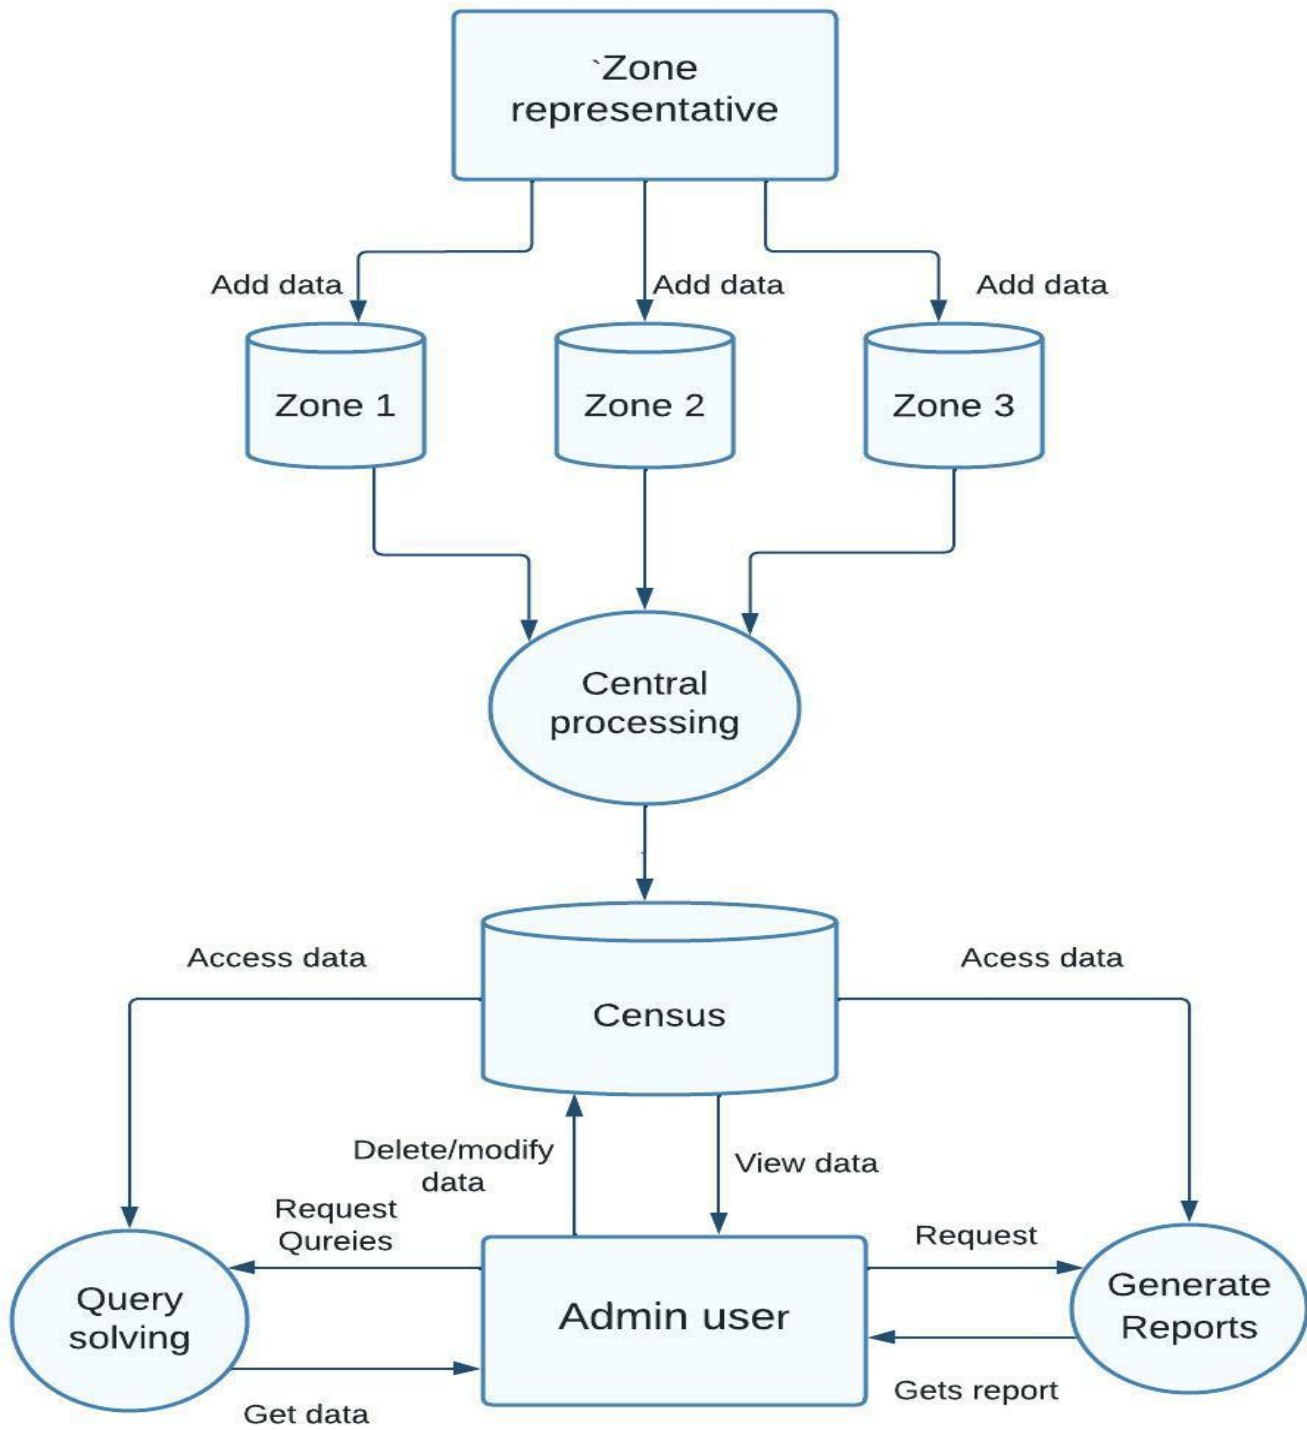 `Zone
representative
Add data
Add data
Add data
Zone 1
Zone 2
Zone 3
Central
processing
Access data
Acess data
Census
Delete/modify
data
View data
Request
Qureies
Request
Query
solving
Admin user
Generate
Reports
Get data
Gets report